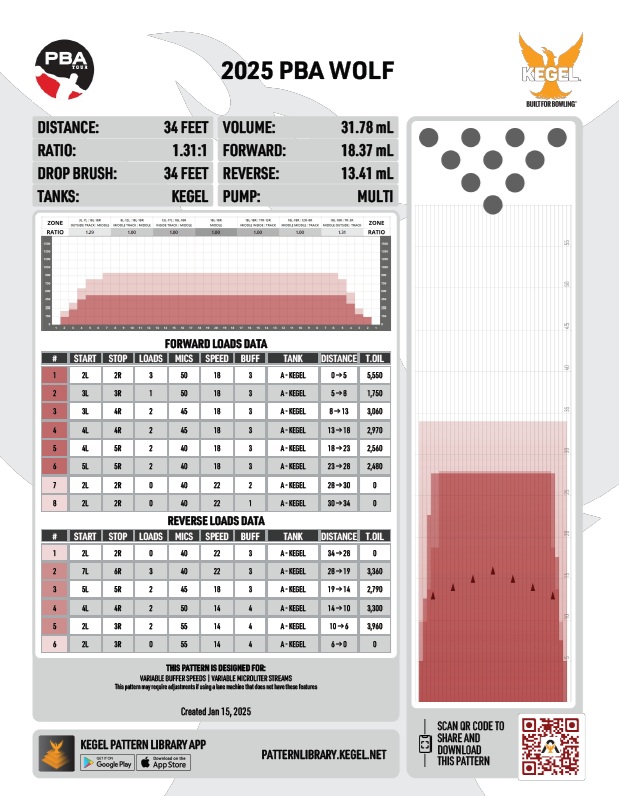 PBA
TOUR
2025 PBA WOLF
KEGEL
BUILT FOR BOWLING
DISTANCE: 34 FEET VOLUME: 31.78 mL
RATIO: 1.31:1 FORWARD: 18.37 mL
DROP BRUSH: 34 FEET REVERSE: 13.41 mL
TANKS: KEGEL PUMP: MULTI
ZONE ZONE
RATIO 1.29 1.00 1.00 1.00 1.00 1.00 1.31 RATIO
FORWARD LOADS DATA
# START STOP LOADS MICS SPEED BUFF TANK DISTANCE T.OIL
1 2L 2R 3 50 18 3 A - KEGEL 0→5 5,550
2 3L 3R 1 50 18 3 A - KEGEL 5→8 1,750
3 3L 4R 2 45 18 3 A - KEGEL 8→13 3,060
4 4L 4R 2 45 18 3 A - KEGEL 13→18 2,970
5 4L 5R 2 40 18 3 A - KEGEL 18→23 2,560
6 5L 5R 2 40 18 3 A - KEGEL 23→28 2,480
7 2L 2R 0 40 22 2 A - KEGEL 28→30 0
8 2L 2R 0 40 22 1 A - KEGEL 30→34 0
REVERSE LOADS DATA
# START STOP LOADS MICS SPEED BUFF TANK DISTANCE T.OIL
1 2L 2R 0 40 22 3 A - KEGEL 34→28 0
2 7L 6R 3 40 22 3 A - KEGEL 28→19 3,360
3 5L 5R 2 45 18 3 A - KEGEL 19→14 2,790
4 4L 4R 2 50 14 4 A - KEGEL 14→10 3,300
5 2L 3R 2 55 14 4 A - KEGEL 10→6 3,960
6 2L 3R 0 55 14 4 A - KEGEL 6→0 0
THIS PATTERN IS DESIGNED FOR:
VARIABLE BUFFER SPEEDS | VARIABLE MICROLITER STREAMS
This pattern may require adjustments if using a lane machine that does not have these features
Created Jan 15, 2025
KEGEL PATTERN LIBRARY APP
GET IT ON
Google Play
Download on the
App Store
PATTERNLIBRARY.KEGEL.NET
SCAN QR CODE TO
SHARE AND
DOWNLOAD
THIS PATTERN